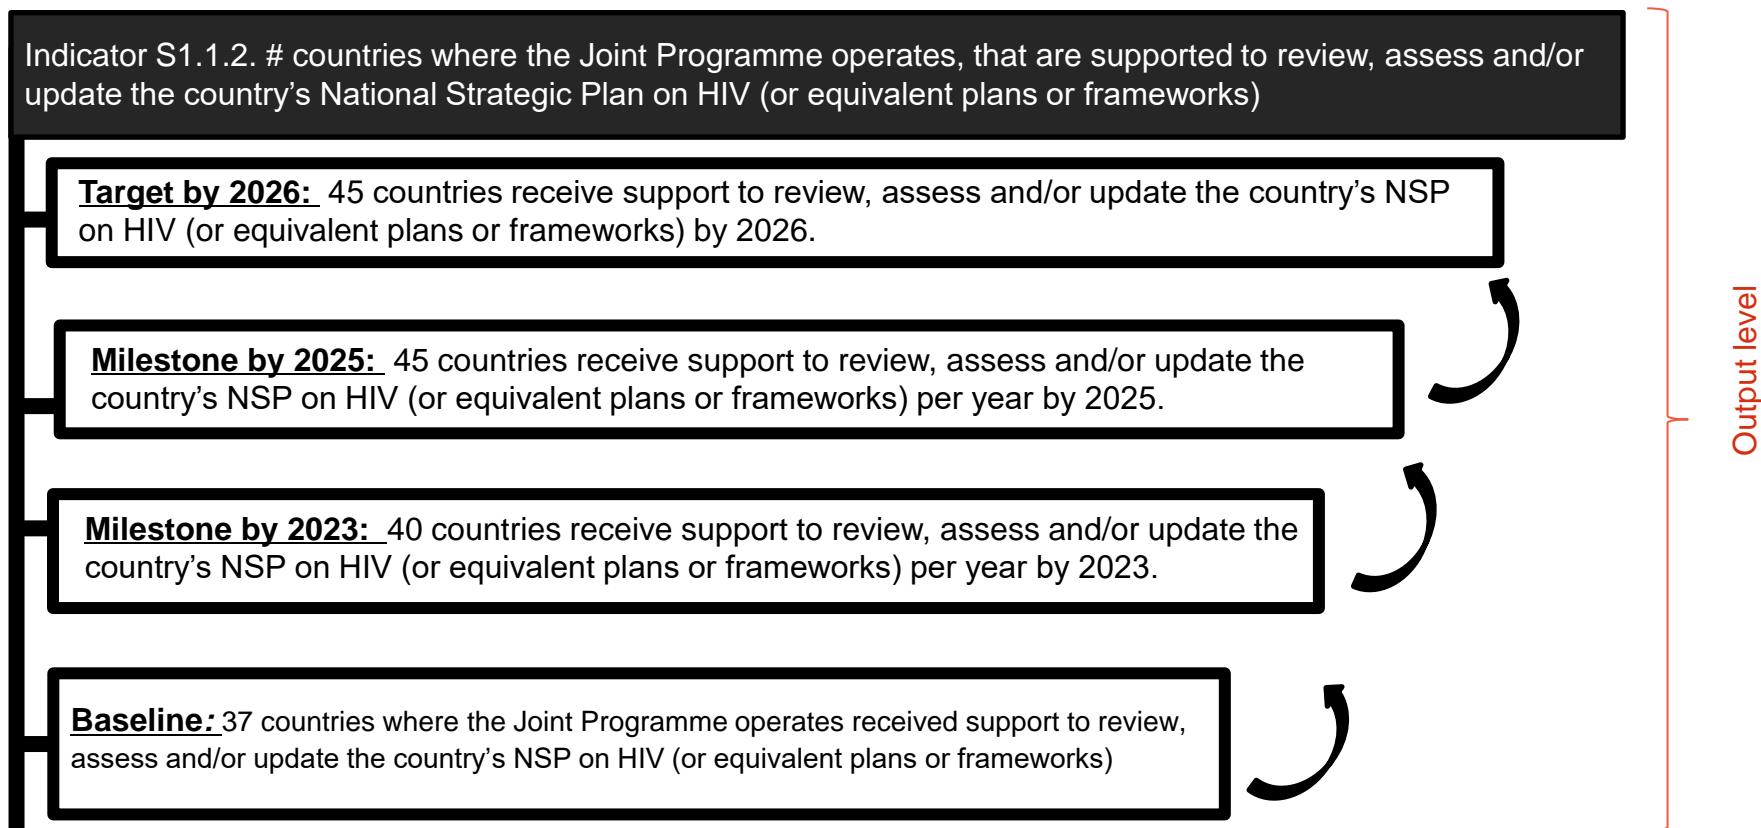 Indicator S1.1.2. # countries where the Joint Programme operates, that are supported to review, assess and/or
update the country’s National Strategic Plan on HIV (or equivalent plans or frameworks)
Target by 2026: 45 countries receive support to review, assess and/or update the country’s NSP
on HIV (or equivalent plans or frameworks) by 2026.
Milestone by 2025: 45 countries receive support to review, assess and/or update the
country’s NSP on HIV (or equivalent plans or frameworks) per year by 2025.
Milestone by 2023: 40 countries receive support to review, assess and/or update the
country’s NSP on HIV (or equivalent plans or frameworks) per year by 2023.
Baseline: 37 countries where the Joint Programme operates received support to review,
assess and/or update the country’s NSP on HIV (or equivalent plans or frameworks)
Output level